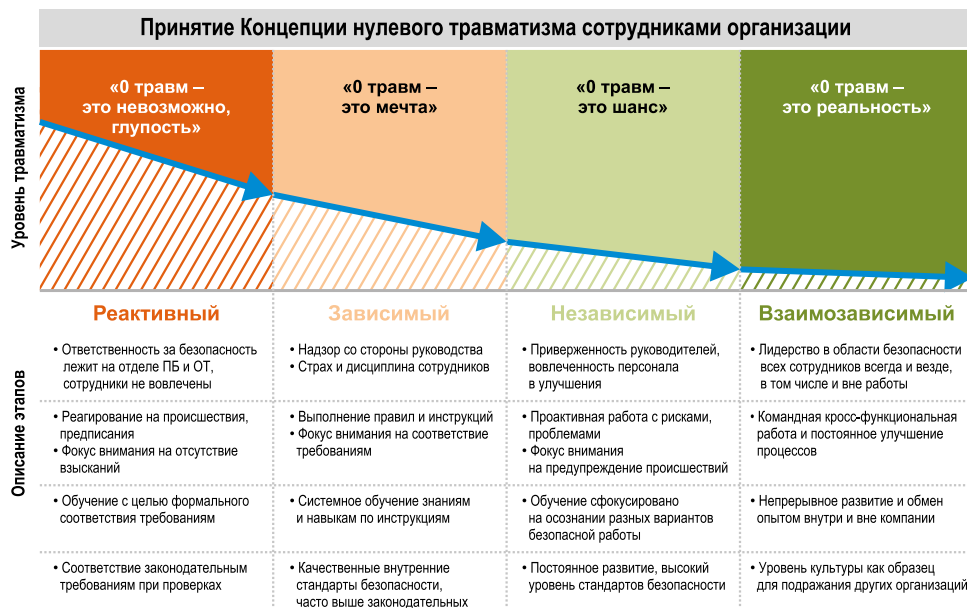 Принятие Концепции нулевого травматизма сотрудниками организации
Уровень травматизма
«0 травм –
это невозможно,
глупость»
«0 травм –
это мечта»
«0 травм –
это шанс»
«0 травм –
это реальность»
Описание этапов
Реактивный
Зависимый
Независимый
Взаимозависимый
• Ответственность за безопасность
лежит на отделе ПБ и ОТ,
сотрудники не вовлечены
• Надзор со стороны руководства
• Страх и дисциплина сотрудников
• Приверженность руководителей,
вовлеченность персонала
в улучшения
• Лидерство в области безопасности
всех сотрудников всегда и везде,
в том числе и вне работы
• Реагирование на происшествия,
предписания
• Фокус внимания на отсутствие
взысканий
• Выполнение правил и инструкций
• Фокус внимания на соответствие
требованиям
• Проактивная работа с рисками,
проблемами
• Фокус внимания
на предупреждение происшествий
• Командная кросс-функциональная
работа и постоянное улучшение
процессов
• Обучение с целью формального
соответствия требованиям
• Системное обучение знаниям
и навыкам по инструкциям
• Обучение сфокусировано
на осознании разных вариантов
безопасной работы
• Непрерывное развитие и обмен
опытом внутри и вне компании
• Соответствие законодательным
требованиям при проверках
• Качественные внутренние
стандарты безопасности,
часто выше законодательных
• Постоянное развитие, высокий
уровень стандартов безопасности
• Уровень культуры как образец
для подражания других организаций